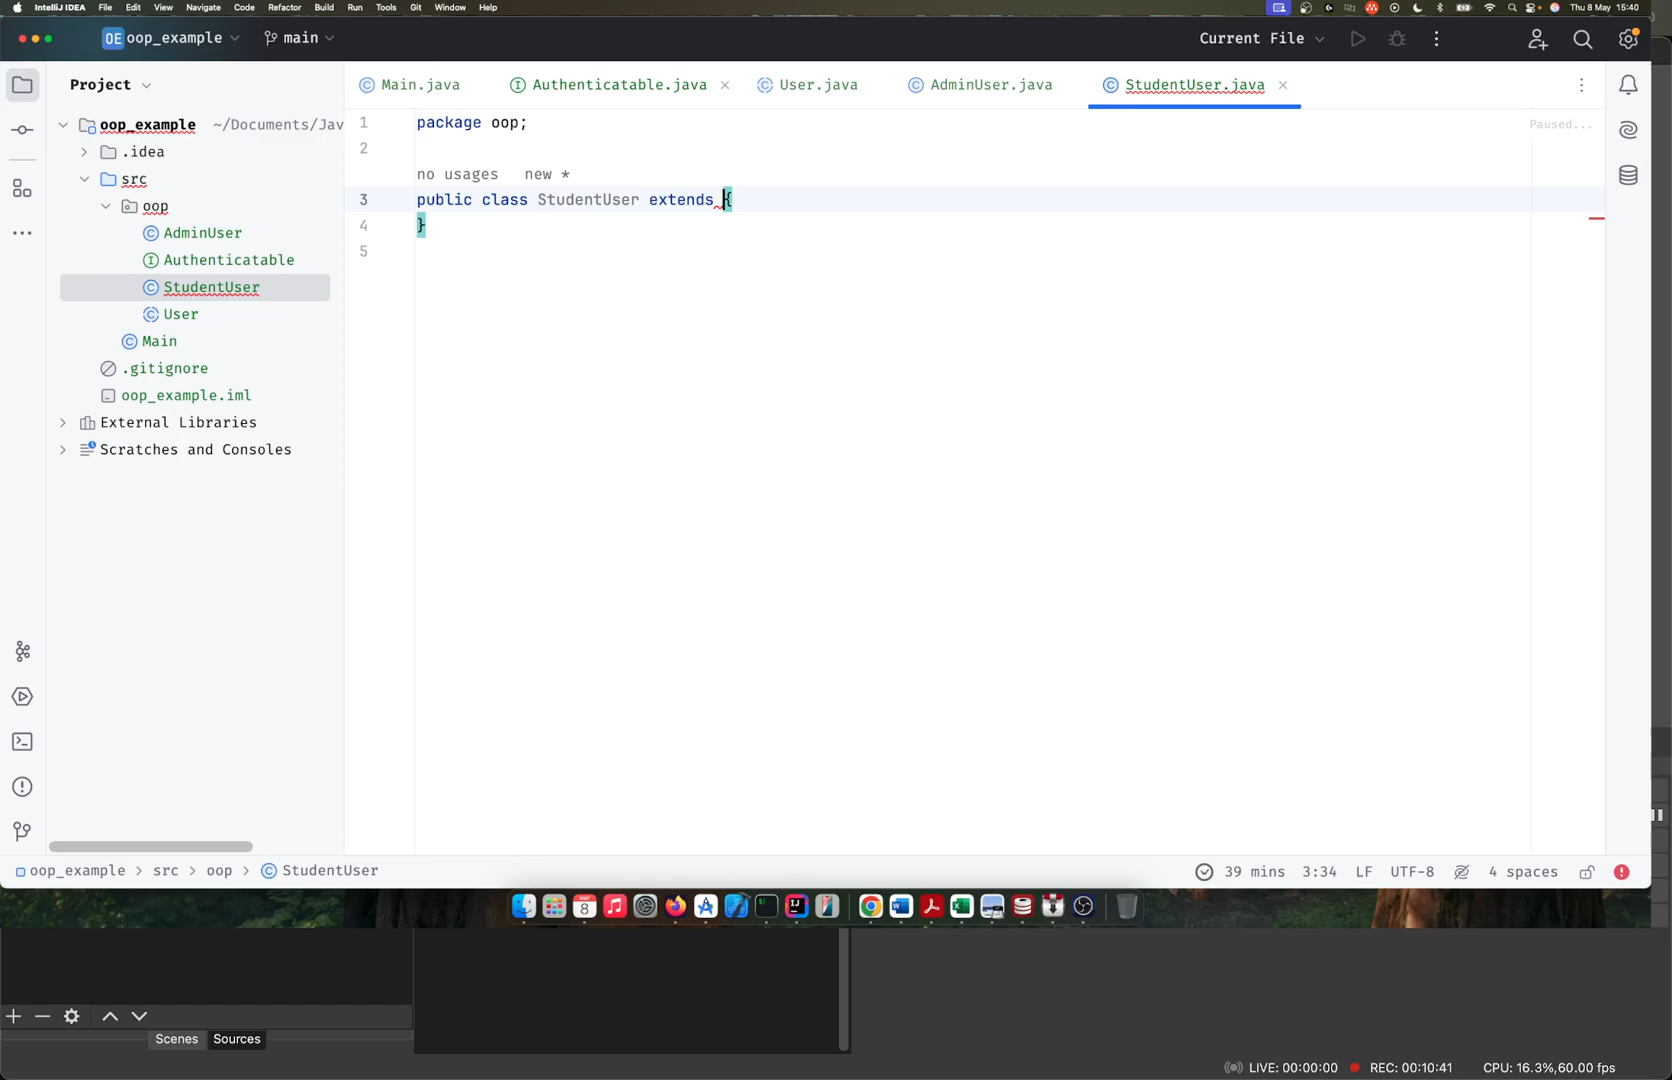 IntelliJ IDEA File Edit View Navigate Code Refactor Build Run Tools Git Window Help Thu 8 May 15:40
OE oop_example main Current File
Project
Main.java Authenticatable.java User.java AdminUser.java StudentUser.java
oop_example ~/Documents/Jav
.idea
src
oop
AdminUser
Authenticatable
StudentUser
User
Main
.gitignore
oop_example.iml
External Libraries
Scratches and Consoles
Paused...
1 package oop;
2
no usages new *
3 public class StudentUser extends {
4 }
5
oop_example > src > oop > StudentUser 39 mins 3:34 LF UTF-8 4 spaces
8
Scenes Sources
LIVE: 00:00:00 REC: 00:10:41 CPU: 16.3%,60.00 fps